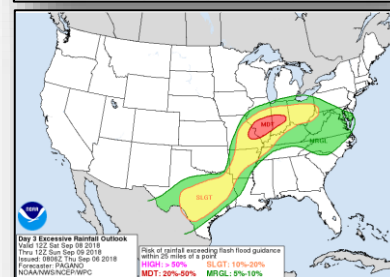 MDT
MRGL
SLGT
NOAA
Day 3 Excessive Rainfall Outlook
Valid 12Z Sat Sep 08 2018
Thru 12Z Sun Sep 09 2018
Issued: 0806Z Thu Sep 06 2018
Forecaster: PAGANO
NOAA/NWS/NCEP/WPC
Risk of rainfall exceeding flash flood guidance
within 25 miles of a point
HIGH: > 50% SLGT: 10%-20%
MDT: 20%-50% MRGL: 5%-10%